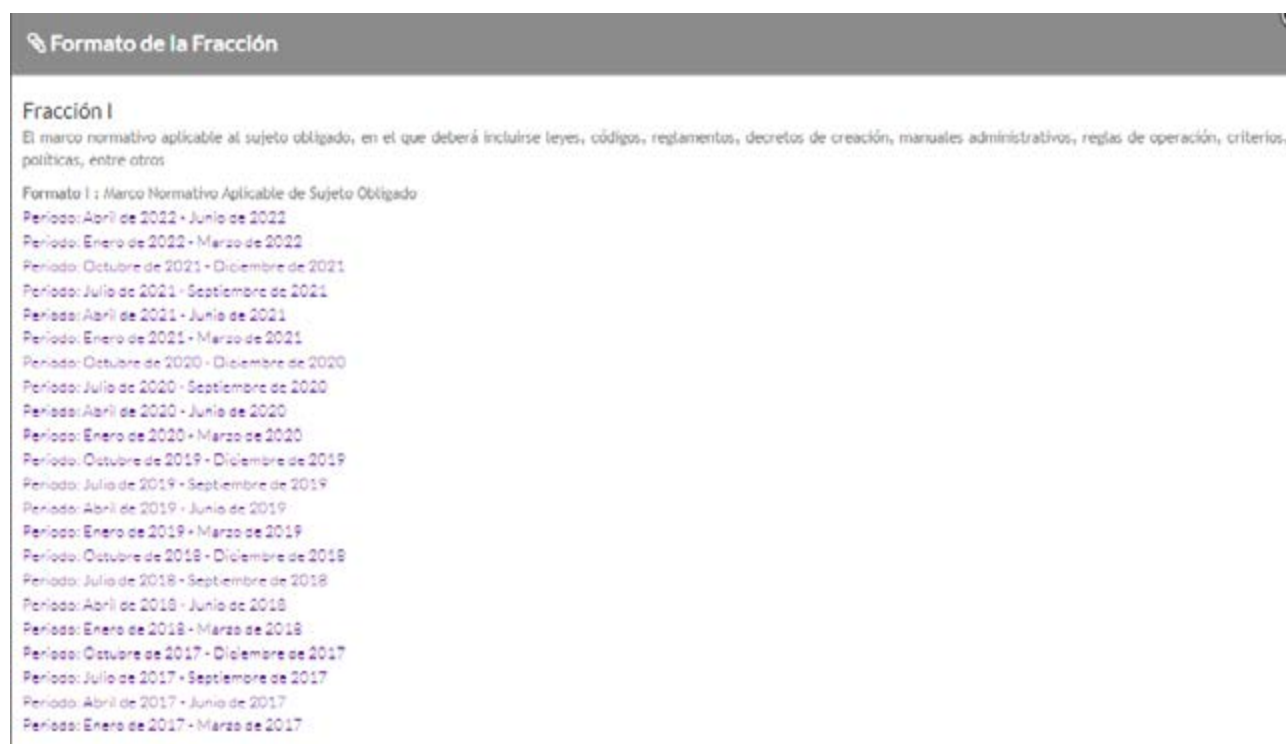 Formato de la Fracción
Fracción I
El marco normativo aplicable al sujeto obligado, en el que deberá incluirse leyes, códigos, reglamentos, decretos de creación, manuales administrativos, reglas de operación, criterios,
políticas, entre otros
Formato I : Marco Normativo Aplicable de Sujeto Obligado
Periodo: Abril de 2022 - Junio de 2022
Periodo: Enero de 2022 - Marzo de 2022
Periodo: Octubre de 2021 - Diciembre de 2021
Periodo: Julio de 2021 - Septiembre de 2021
Periodo: Abril de 2021 - Junio de 2021
Periodo: Enero de 2021 - Marzo de 2021
Periodo: Octubre de 2020 - Diciembre de 2020
Periodo: Julio de 2020 - Septiembre de 2020
Periodo: Abril de 2020 - Junio de 2020
Periodo: Enero de 2020 - Marzo de 2020
Periodo: Octubre de 2019 - Diciembre de 2019
Periodo: Julio de 2019 - Septiembre de 2019
Periodo: Abril de 2019 - Junio de 2019
Periodo: Enero de 2019 - Marzo de 2019
Periodo: Octubre de 2018 - Diciembre de 2018
Periodo: Julio de 2018 - Septiembre de 2018
Periodo: Abril de 2018 - Junio de 2018
Periodo: Enero de 2018 - Marzo de 2018
Periodo: Octubre de 2017 - Diciembre de 2017
Periodo: Julio de 2017 - Septiembre de 2017
Periodo: Abril de 2017 - Junio de 2017
Periodo: Enero de 2017 - Marzo de 2017